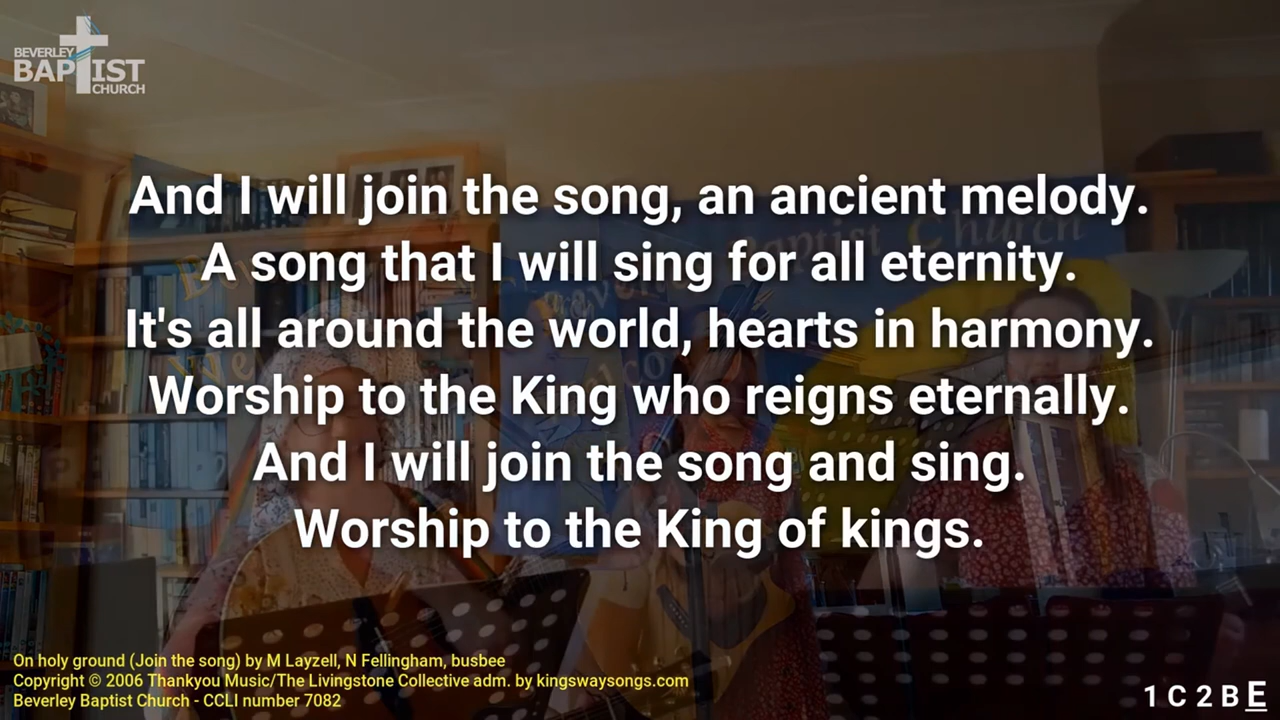 BEVERLEY
BAPTIST
CHURCH
And I will join the song, an ancient melody.
A song that I will sing for all eternity.
It's all around the world, hearts in harmony.
Worship to the King who reigns eternally.
And I will join the song and sing.
Worship to the King of kings.
On holy ground (Join the song) by M Layzell, N Fellingham, busbee
Copyright © 2006 Thankyou Music/The Livingstone Collective adm. by kingswaysongs.com
Beverley Baptist Church - CCLI number 7082
1 C 2 B E